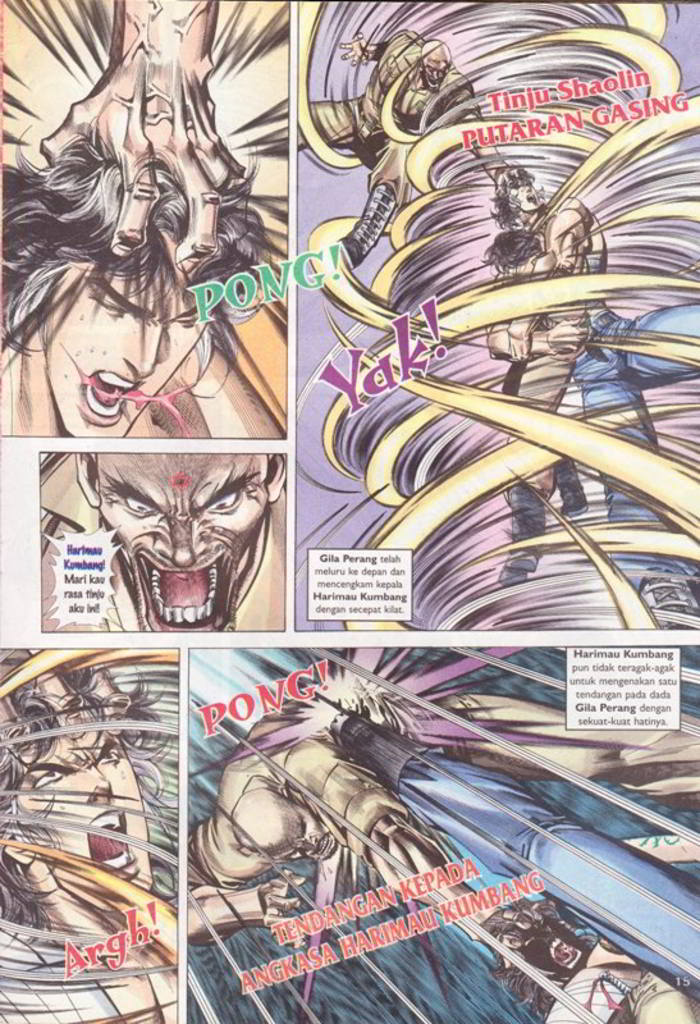 PONG!
Tinju Shaolin
PUTARAN GASING
Yak!
Harimau
Kumbang!
Mari kau
rasa tinju
aku ini!
Gila Perang telah
meluru ke depan dan
mencengkam kepala
Harimau Kumbang
dengan secepat kilat.
Argh!
PONG!
Harimau Kumbang
pun tidak teragak-agak
untuk mengenakan satu
tendangan pada dada
Gila Perang dengan
sekuat-kuat hatinya.
TENDANGAN KEPADA
ANGKASA HARIMAU KUMBANG
15